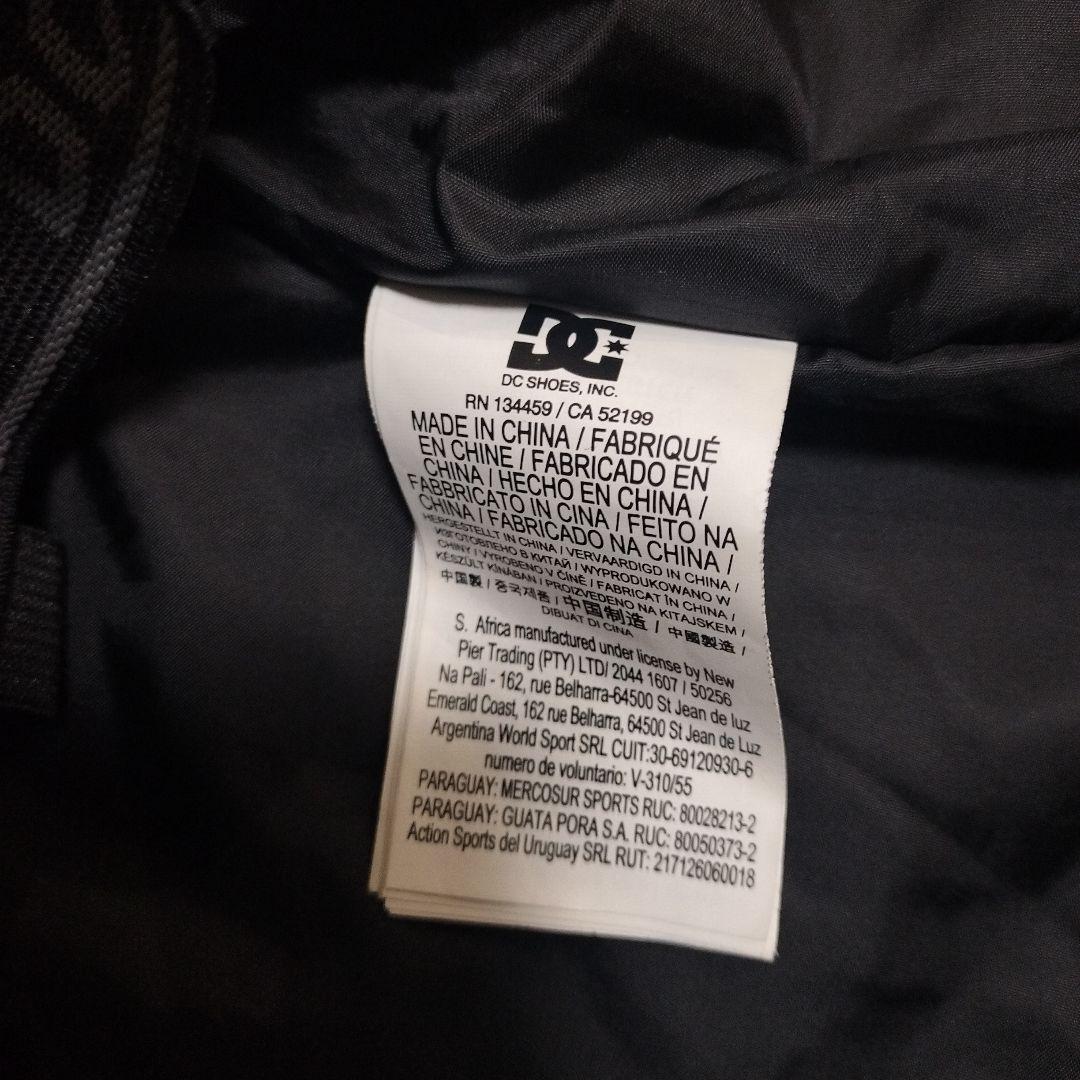 DC
DC SHOES, INC.
RN 134459 / CA 52199
MADE IN CHINA / FABRIQUÉ
EN CHINE / FABRICADO EN
CHINA / HECHO EN CHINA /
FABBRICATO IN CINA / FEITO NA
CHINA / FABRICADO NA CHINA /
HERGESTELLT IN CHINA / VERVAARDIGD IN CHINA /
ИЗГОТОВЛЕНО В КИТАЙ / WYPRODUKOWANO W
CHINY / VYROBENO V ČÍNĚ / FABRICAT ÎN CHINA /
KÉSZÜLT KÍNÁBAN / PROIZVEDENO NA KITAJSKEM /
中国製 / 중국제품 / 中国制造 / 中國製造 /
DIBUAT DI CINA
S. Africa manufactured under license by New
Pier Trading (PTY) LTD/ 2044 1607 / 50256
Na Pali - 162, rue Belharra-64500 St Jean de luz
Emerald Coast, 162 rue Belharra, 64500 St Jean de Luz
Argentina World Sport SRL CUIT:30-69120930-6
numero de voluntario: V-310/55
PARAGUAY: MERCOSUR SPORTS RUC: 80028213-2
PARAGUAY: GUATA PORA S.A. RUC: 80050373-2
Action Sports del Uruguay SRL RUT: 217126060018